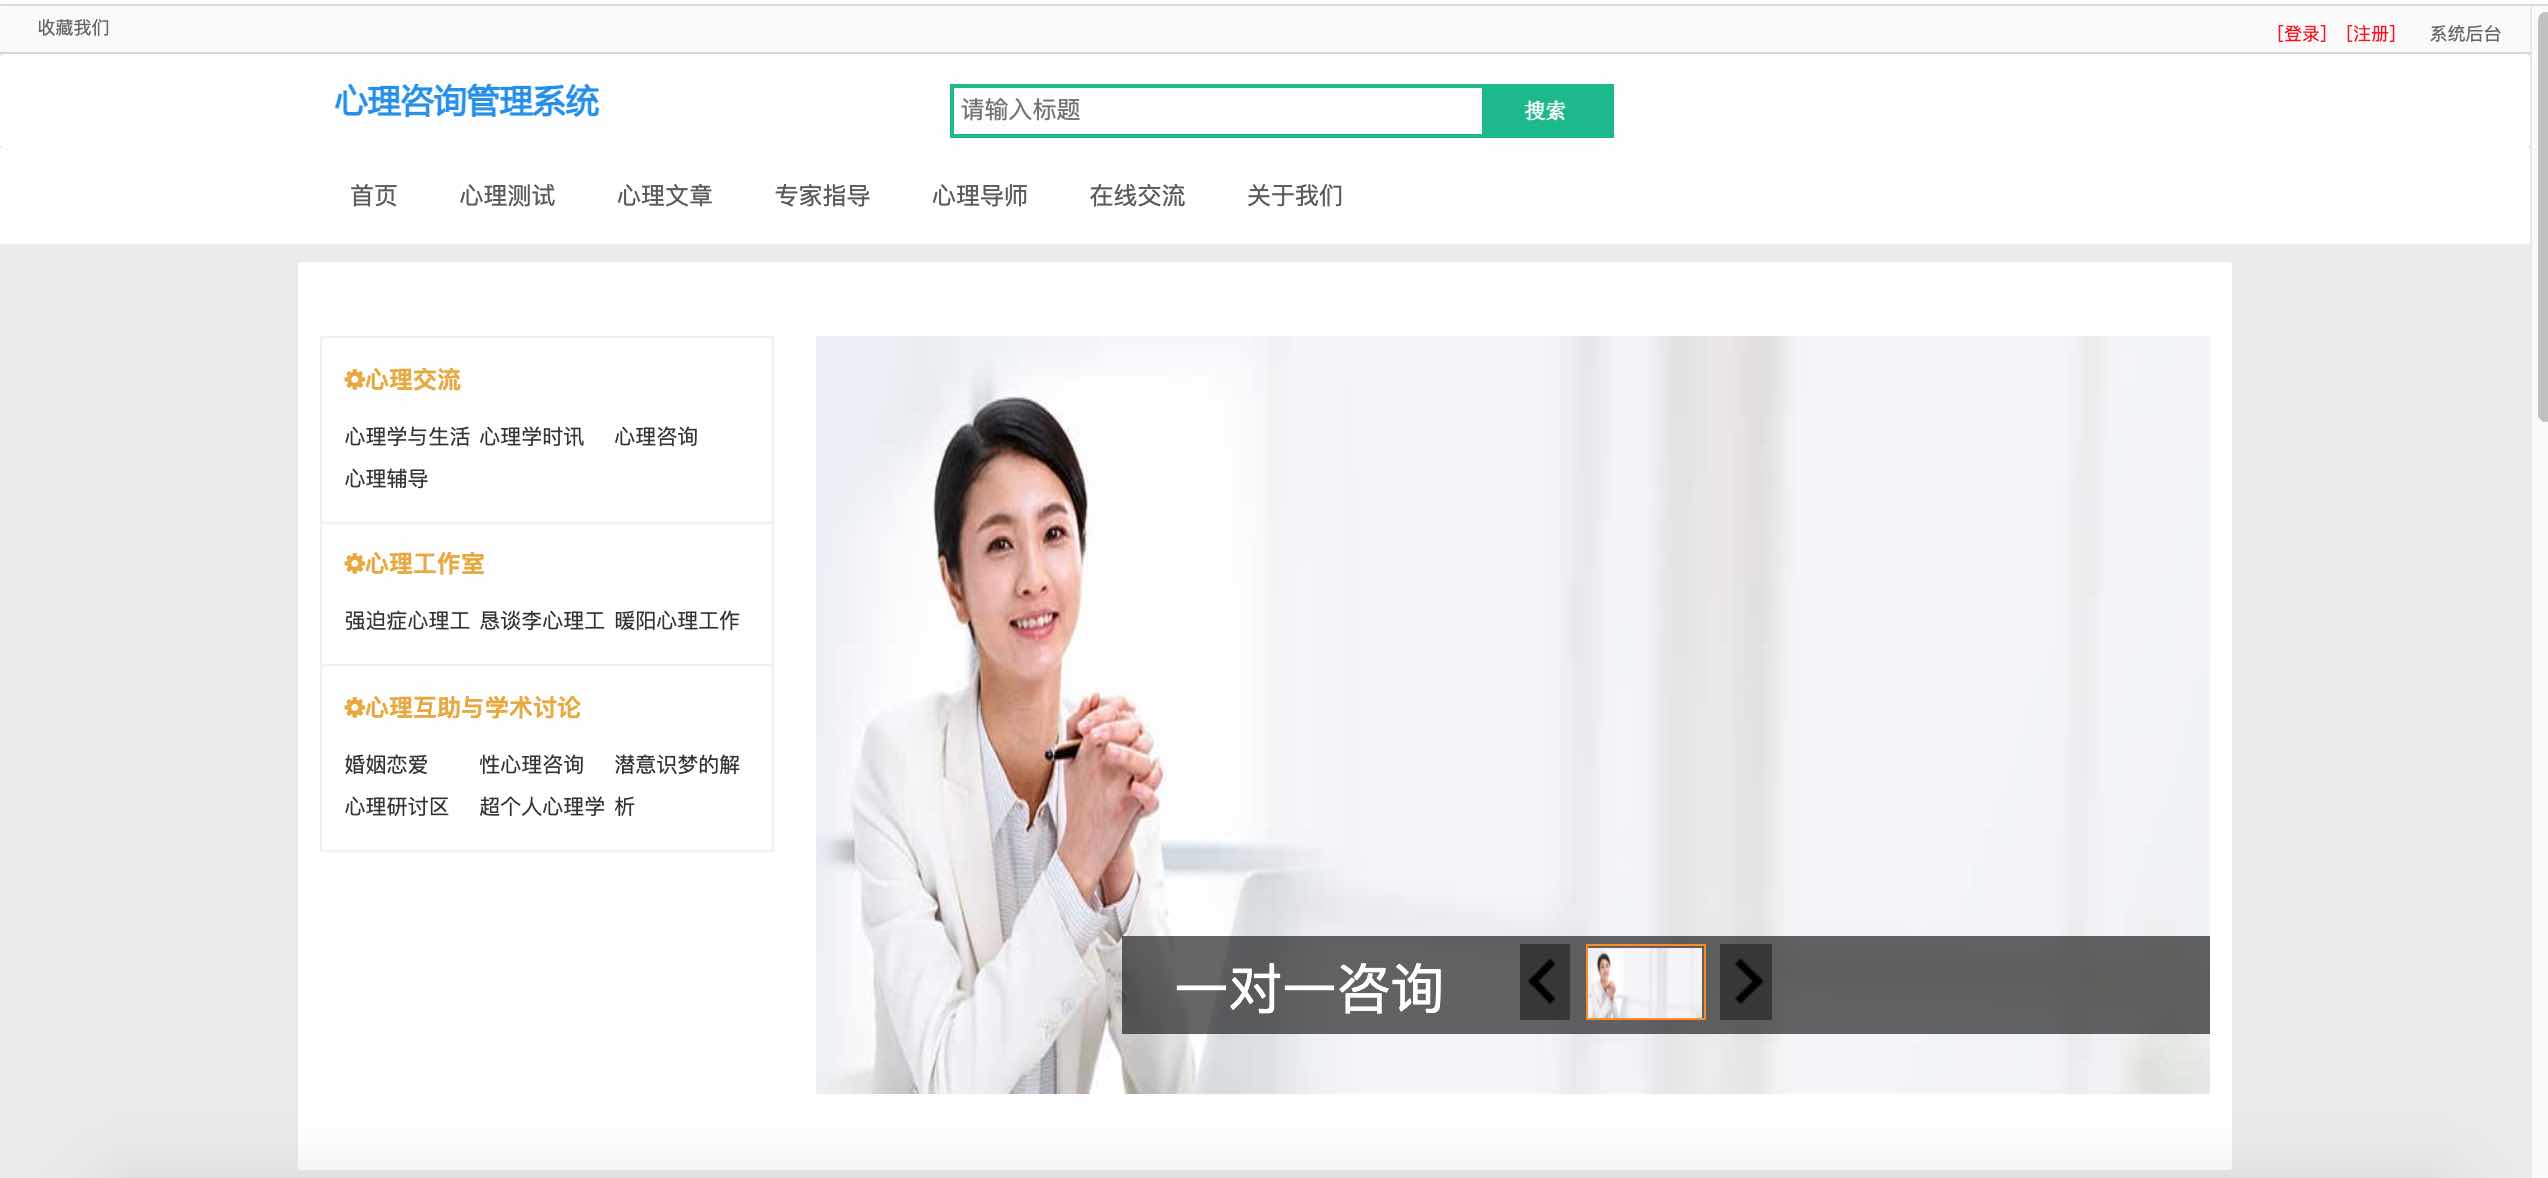 收藏我们
[登录] [注册] 系统后台
心理咨询管理系统
请输入标题 搜索
首页 心理测试 心理文章 专家指导 心理导师 在线交流 关于我们
心理交流
心理学与生活 心理学时讯 心理咨询
心理辅导
心理工作室
强迫症心理工 恳谈李心理工 暖阳心理工作
心理互助与学术讨论
婚姻恋爱 性心理咨询 潜意识梦的解
心理研讨区 超个人心理学 析
一对一咨询